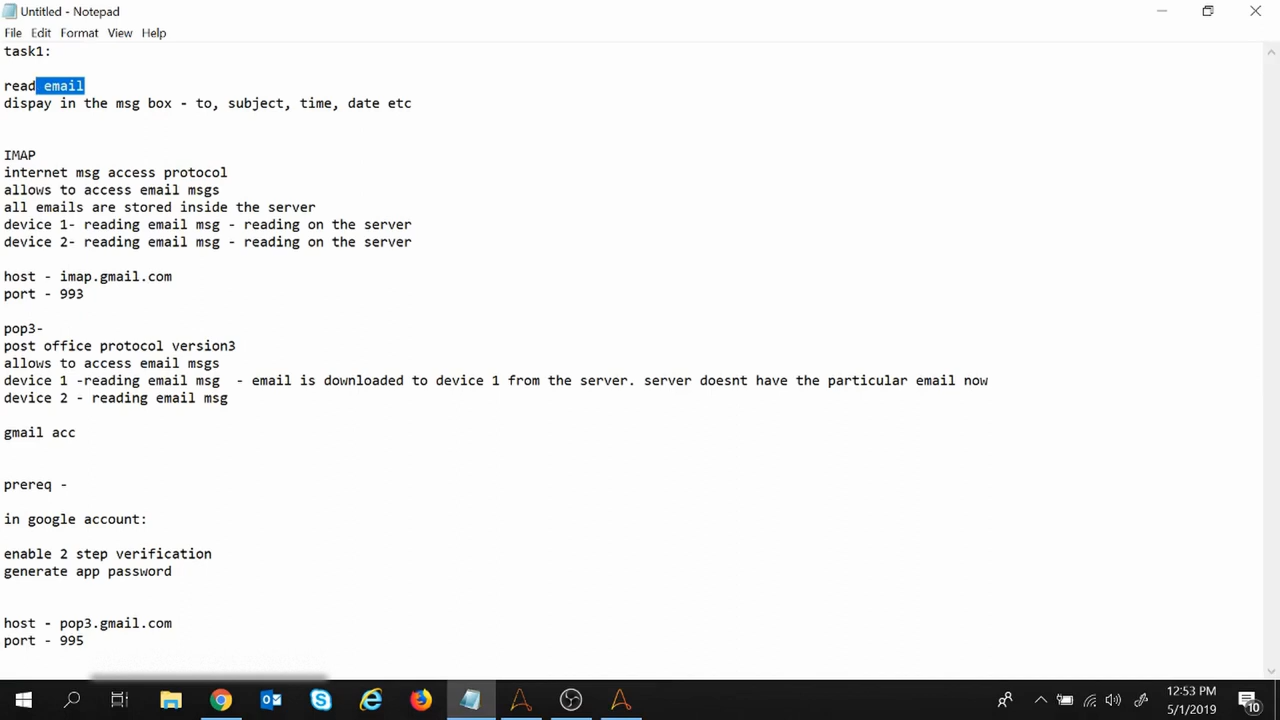 Untitled - Notepad
File Edit Format View Help
task1:
read email
dispay in the msg box - to, subject, time, date etc
IMAP
internet msg access protocol
allows to access email msgs
all emails are stored inside the server
device 1- reading email msg - reading on the server
device 2- reading email msg - reading on the server
host - imap.gmail.com
port - 993
pop3-
post office protocol version3
allows to access email msgs
device 1 -reading email msg  - email is downloaded to device 1 from the server. server doesnt have the particular email now
device 2 - reading email msg
gmail acc
prereq -
in google account:
enable 2 step verification
generate app password
host - pop3.gmail.com
port - 995
12:53 PM
5/1/2019
10